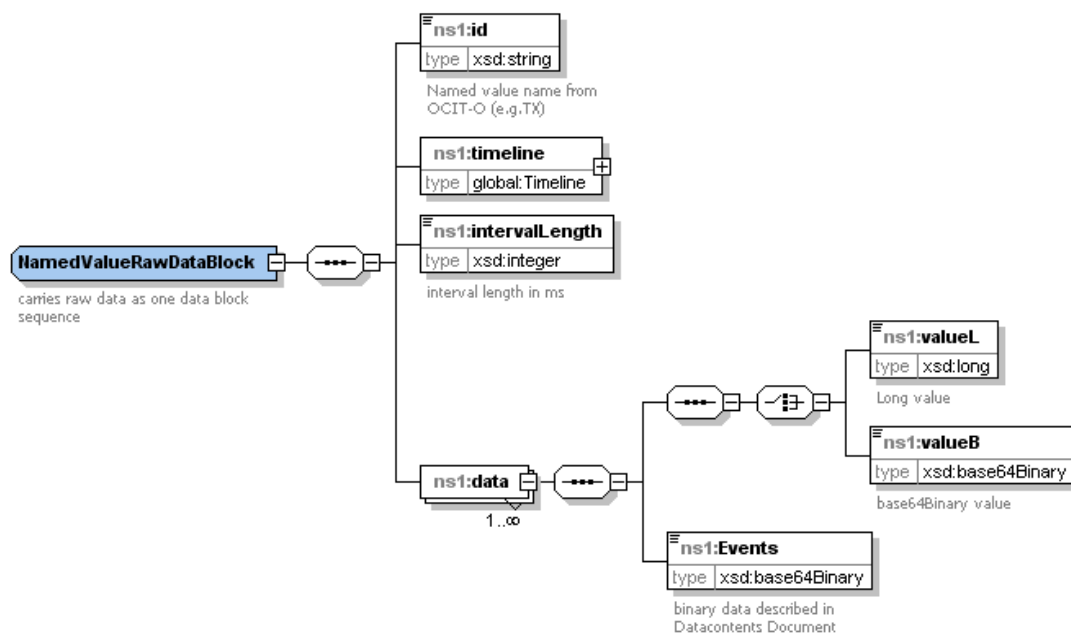 ns1:id
type xsd:string
Named value name from
OCIT-O (e.g.TX)
ns1:timeline
type global:Timeline
ns1:intervalLength
type xsd:integer
interval length in ms
NamedValueRawDataBlock
carries raw data as one data block
sequence
ns1:valueL
type xsd:long
Long value
ns1:valueB
type xsd:base64Binary
base64Binary value
ns1:data
1..∞
ns1:Events
type xsd:base64Binary
binary data described in
Datacontents Document